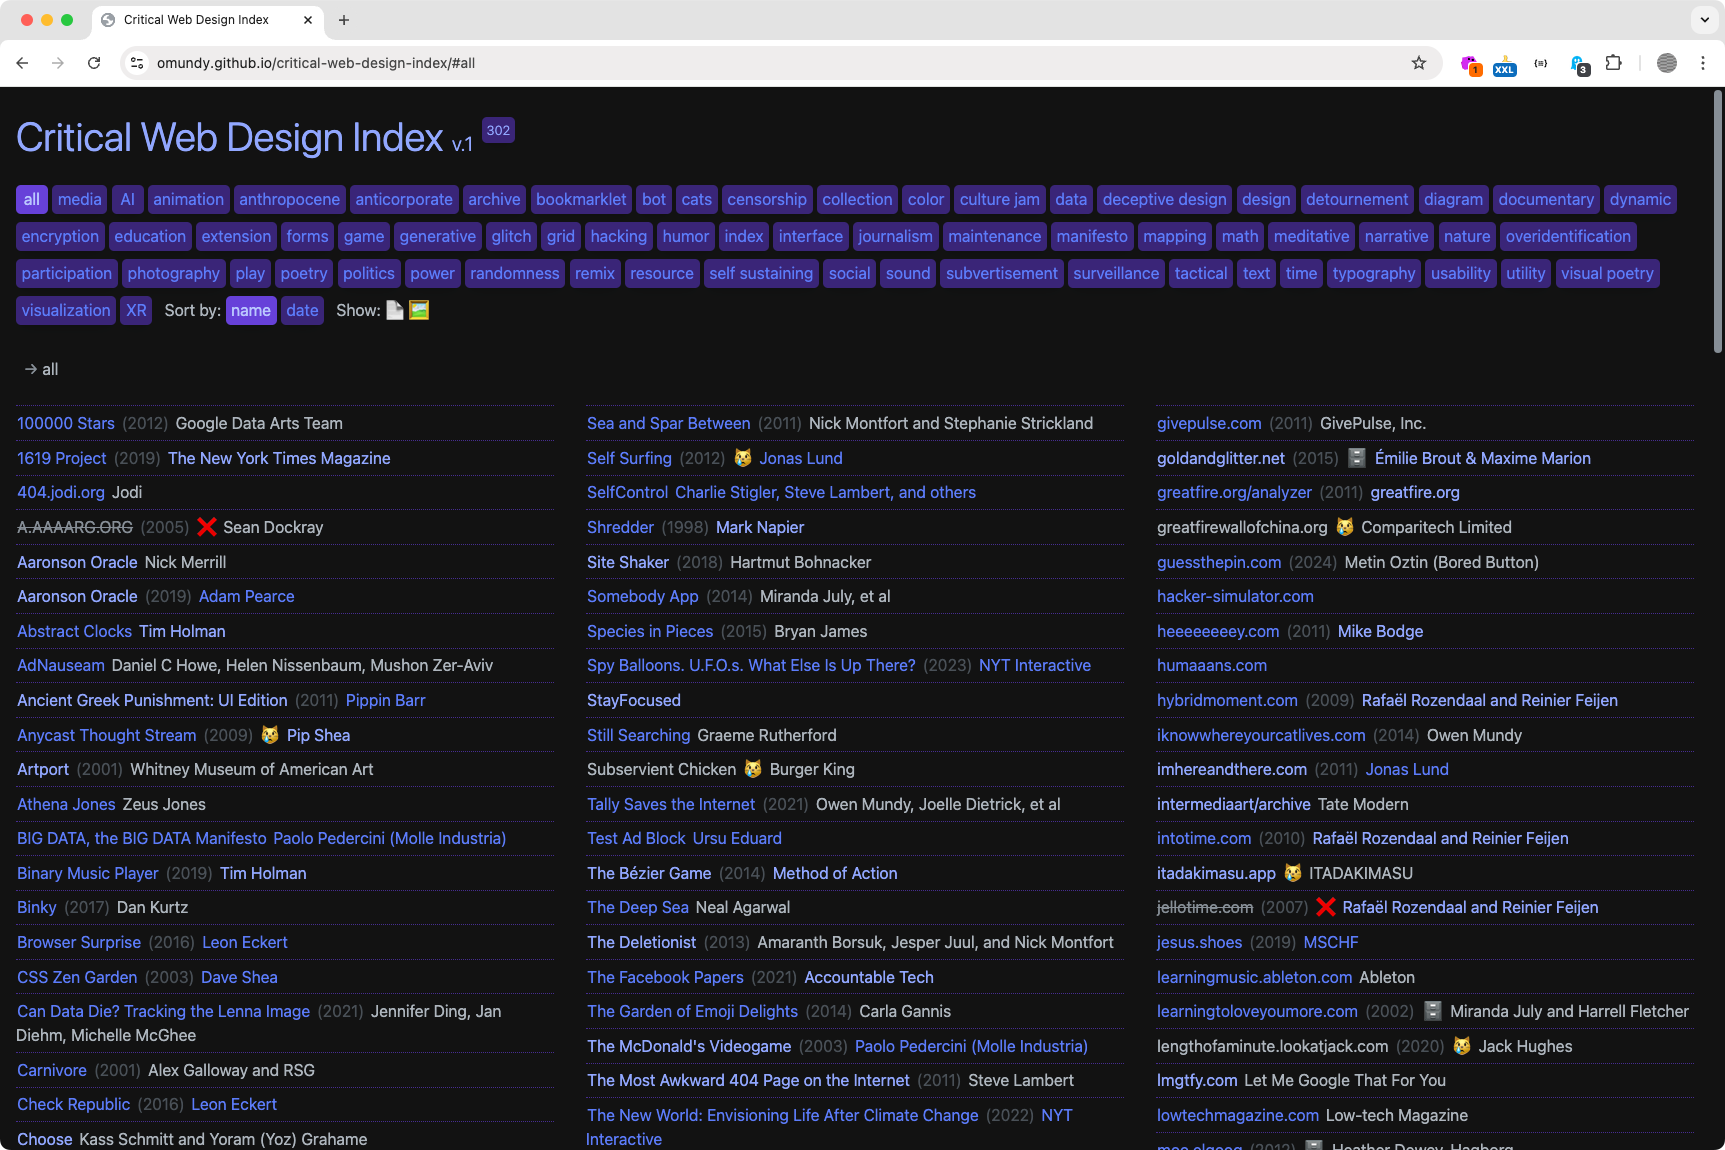 Critical Web Design Index
omundy.github.io/critical-web-design-index/#all
1
XXL
3
Critical Web Design Index v.1 302
all media AI animation anthropocene anticorporate archive bookmarklet bot cats censorship collection color culture jam data deceptive design design detournement diagram documentary dynamic
encryption education extension forms game generative glitch grid hacking humor index interface journalism maintenance manifesto mapping math meditative narrative nature overidentification
participation photography play poetry politics power randomness remix resource self sustaining social sound subvertisement surveillance tactical text time typography usability utility visual poetry
visualization XR Sort by: name date Show:
→ all
100000 Stars (2012) Google Data Arts Team
1619 Project (2019) The New York Times Magazine
404.jodi.org Jodi
A.AAAARG.ORG (2005) ❌ Sean Dockray
Aaronson Oracle Nick Merrill
Aaronson Oracle (2019) Adam Pearce
Abstract Clocks Tim Holman
AdNauseam Daniel C Howe, Helen Nissenbaum, Mushon Zer-Aviv
Ancient Greek Punishment: UI Edition (2011) Pippin Barr
Anycast Thought Stream (2009) 😿 Pip Shea
Artport (2001) Whitney Museum of American Art
Athena Jones Zeus Jones
BIG DATA, the BIG DATA Manifesto Paolo Pedercini (Molle Industria)
Binary Music Player (2019) Tim Holman
Binky (2017) Dan Kurtz
Browser Surprise (2016) Leon Eckert
CSS Zen Garden (2003) Dave Shea
Can Data Die? Tracking the Lenna Image (2021) Jennifer Ding, Jan
Diehm, Michelle McGhee
Carnivore (2001) Alex Galloway and RSG
Check Republic (2016) Leon Eckert
Choose Kass Schmitt and Yoram (Yoz) Grahame
Sea and Spar Between (2011) Nick Montfort and Stephanie Strickland
Self Surfing (2012) 😿 Jonas Lund
SelfControl Charlie Stigler, Steve Lambert, and others
Shredder (1998) Mark Napier
Site Shaker (2018) Hartmut Bohnacker
Somebody App (2014) Miranda July, et al
Species in Pieces (2015) Bryan James
Spy Balloons. U.F.O.s. What Else Is Up There? (2023) NYT Interactive
StayFocused
Still Searching Graeme Rutherford
Subservient Chicken 😿 Burger King
Tally Saves the Internet (2021) Owen Mundy, Joelle Dietrick, et al
Test Ad Block Ursu Eduard
The Bézier Game (2014) Method of Action
The Deep Sea Neal Agarwal
The Deletionist (2013) Amaranth Borsuk, Jesper Juul, and Nick Montfort
The Facebook Papers (2021) Accountable Tech
The Garden of Emoji Delights (2014) Carla Gannis
The McDonald's Videogame (2003) Paolo Pedercini (Molle Industria)
The Most Awkward 404 Page on the Internet (2011) Steve Lambert
The New World: Envisioning Life After Climate Change (2022) NYT
Interactive
givepulse.com (2011) GivePulse, Inc.
goldandglitter.net (2015) 🗄️ Émilie Brout & Maxime Marion
greatfire.org/analyzer (2011) greatfire.org
greatfirewallofchina.org 😿 Comparitech Limited
guessthepin.com (2024) Metin Oztin (Bored Button)
hacker-simulator.com
heeeeeeeey.com (2011) Mike Bodge
humaaans.com
hybridmoment.com (2009) Rafaël Rozendaal and Reinier Feijen
iknowwhereyourcatlives.com (2014) Owen Mundy
imhereandthere.com (2011) Jonas Lund
intermediaart/archive Tate Modern
intotime.com (2010) Rafaël Rozendaal and Reinier Feijen
itadakimasu.app 😿 ITADAKIMASU
jellotime.com (2007) ❌ Rafaël Rozendaal and Reinier Feijen
jesus.shoes (2019) MSCHF
learningmusic.ableton.com Ableton
learningtoloveyoumore.com (2002) 🗄️ Miranda July and Harrell Fletcher
lengthofaminute.lookatjack.com (2020) 😿 Jack Hughes
lmgtfy.com Let Me Google That For You
lowtechmagazine.com Low-tech Magazine